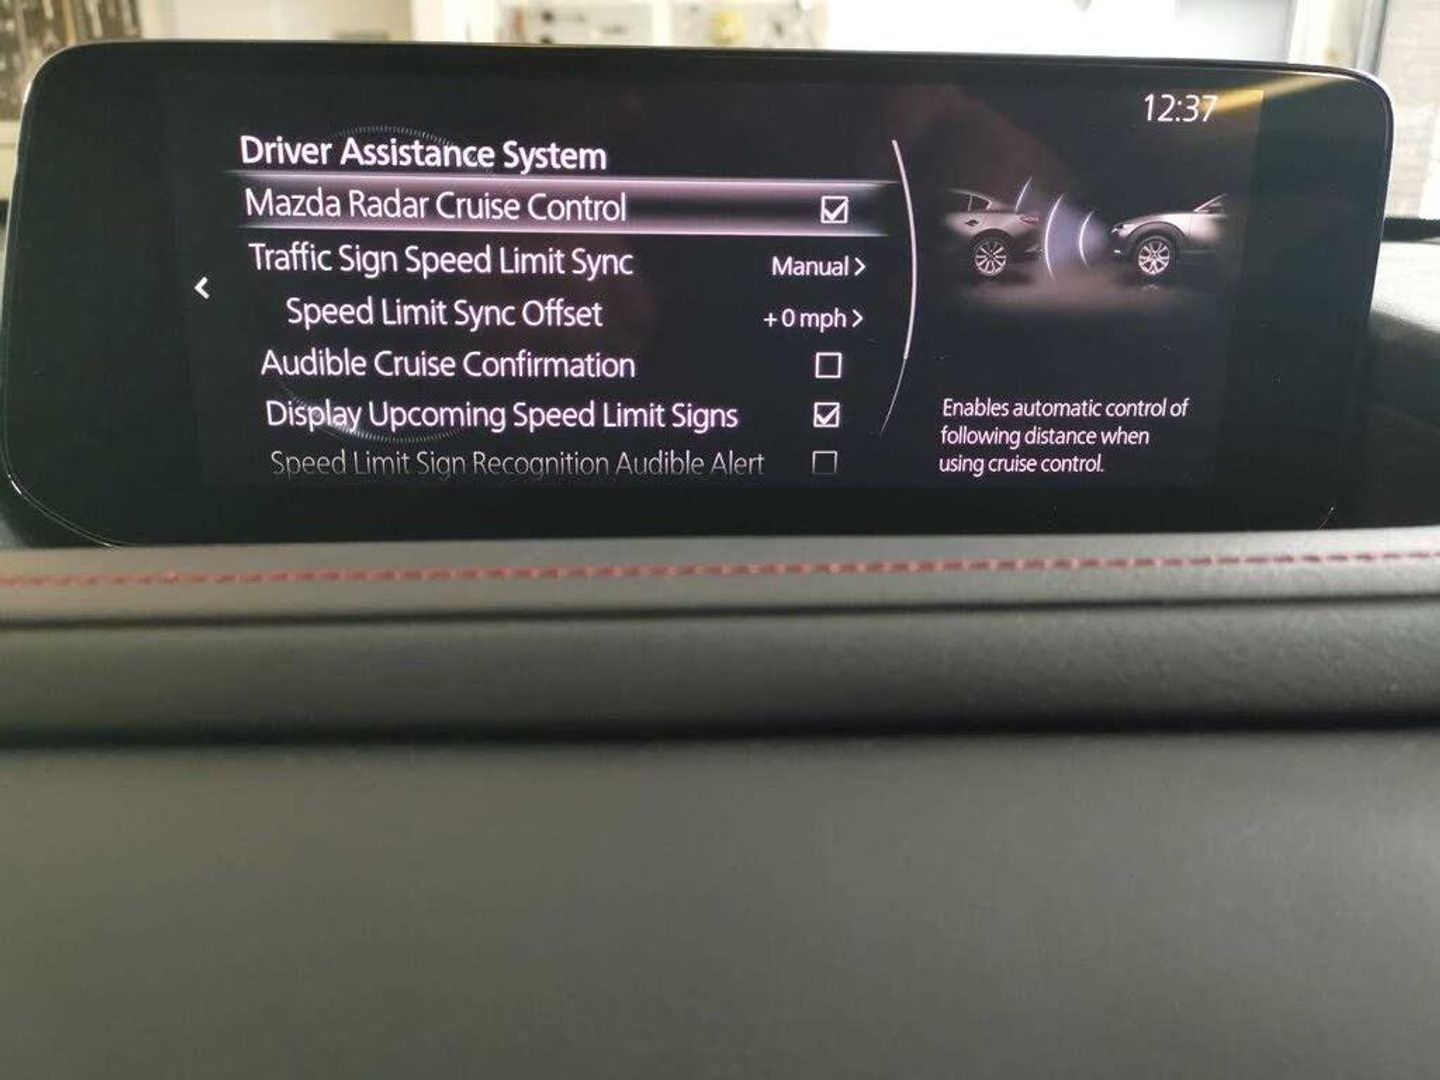 12:37
Driver Assistance System
Mazda Radar Cruise Control
Traffic Sign Speed Limit Sync Manual >
Speed Limit Sync Offset + 0 mph >
Audible Cruise Confirmation
Display Upcoming Speed Limit Signs
Speed Limit Sign Recognition Audible Alert
Enables automatic control of
following distance when
using cruise control.